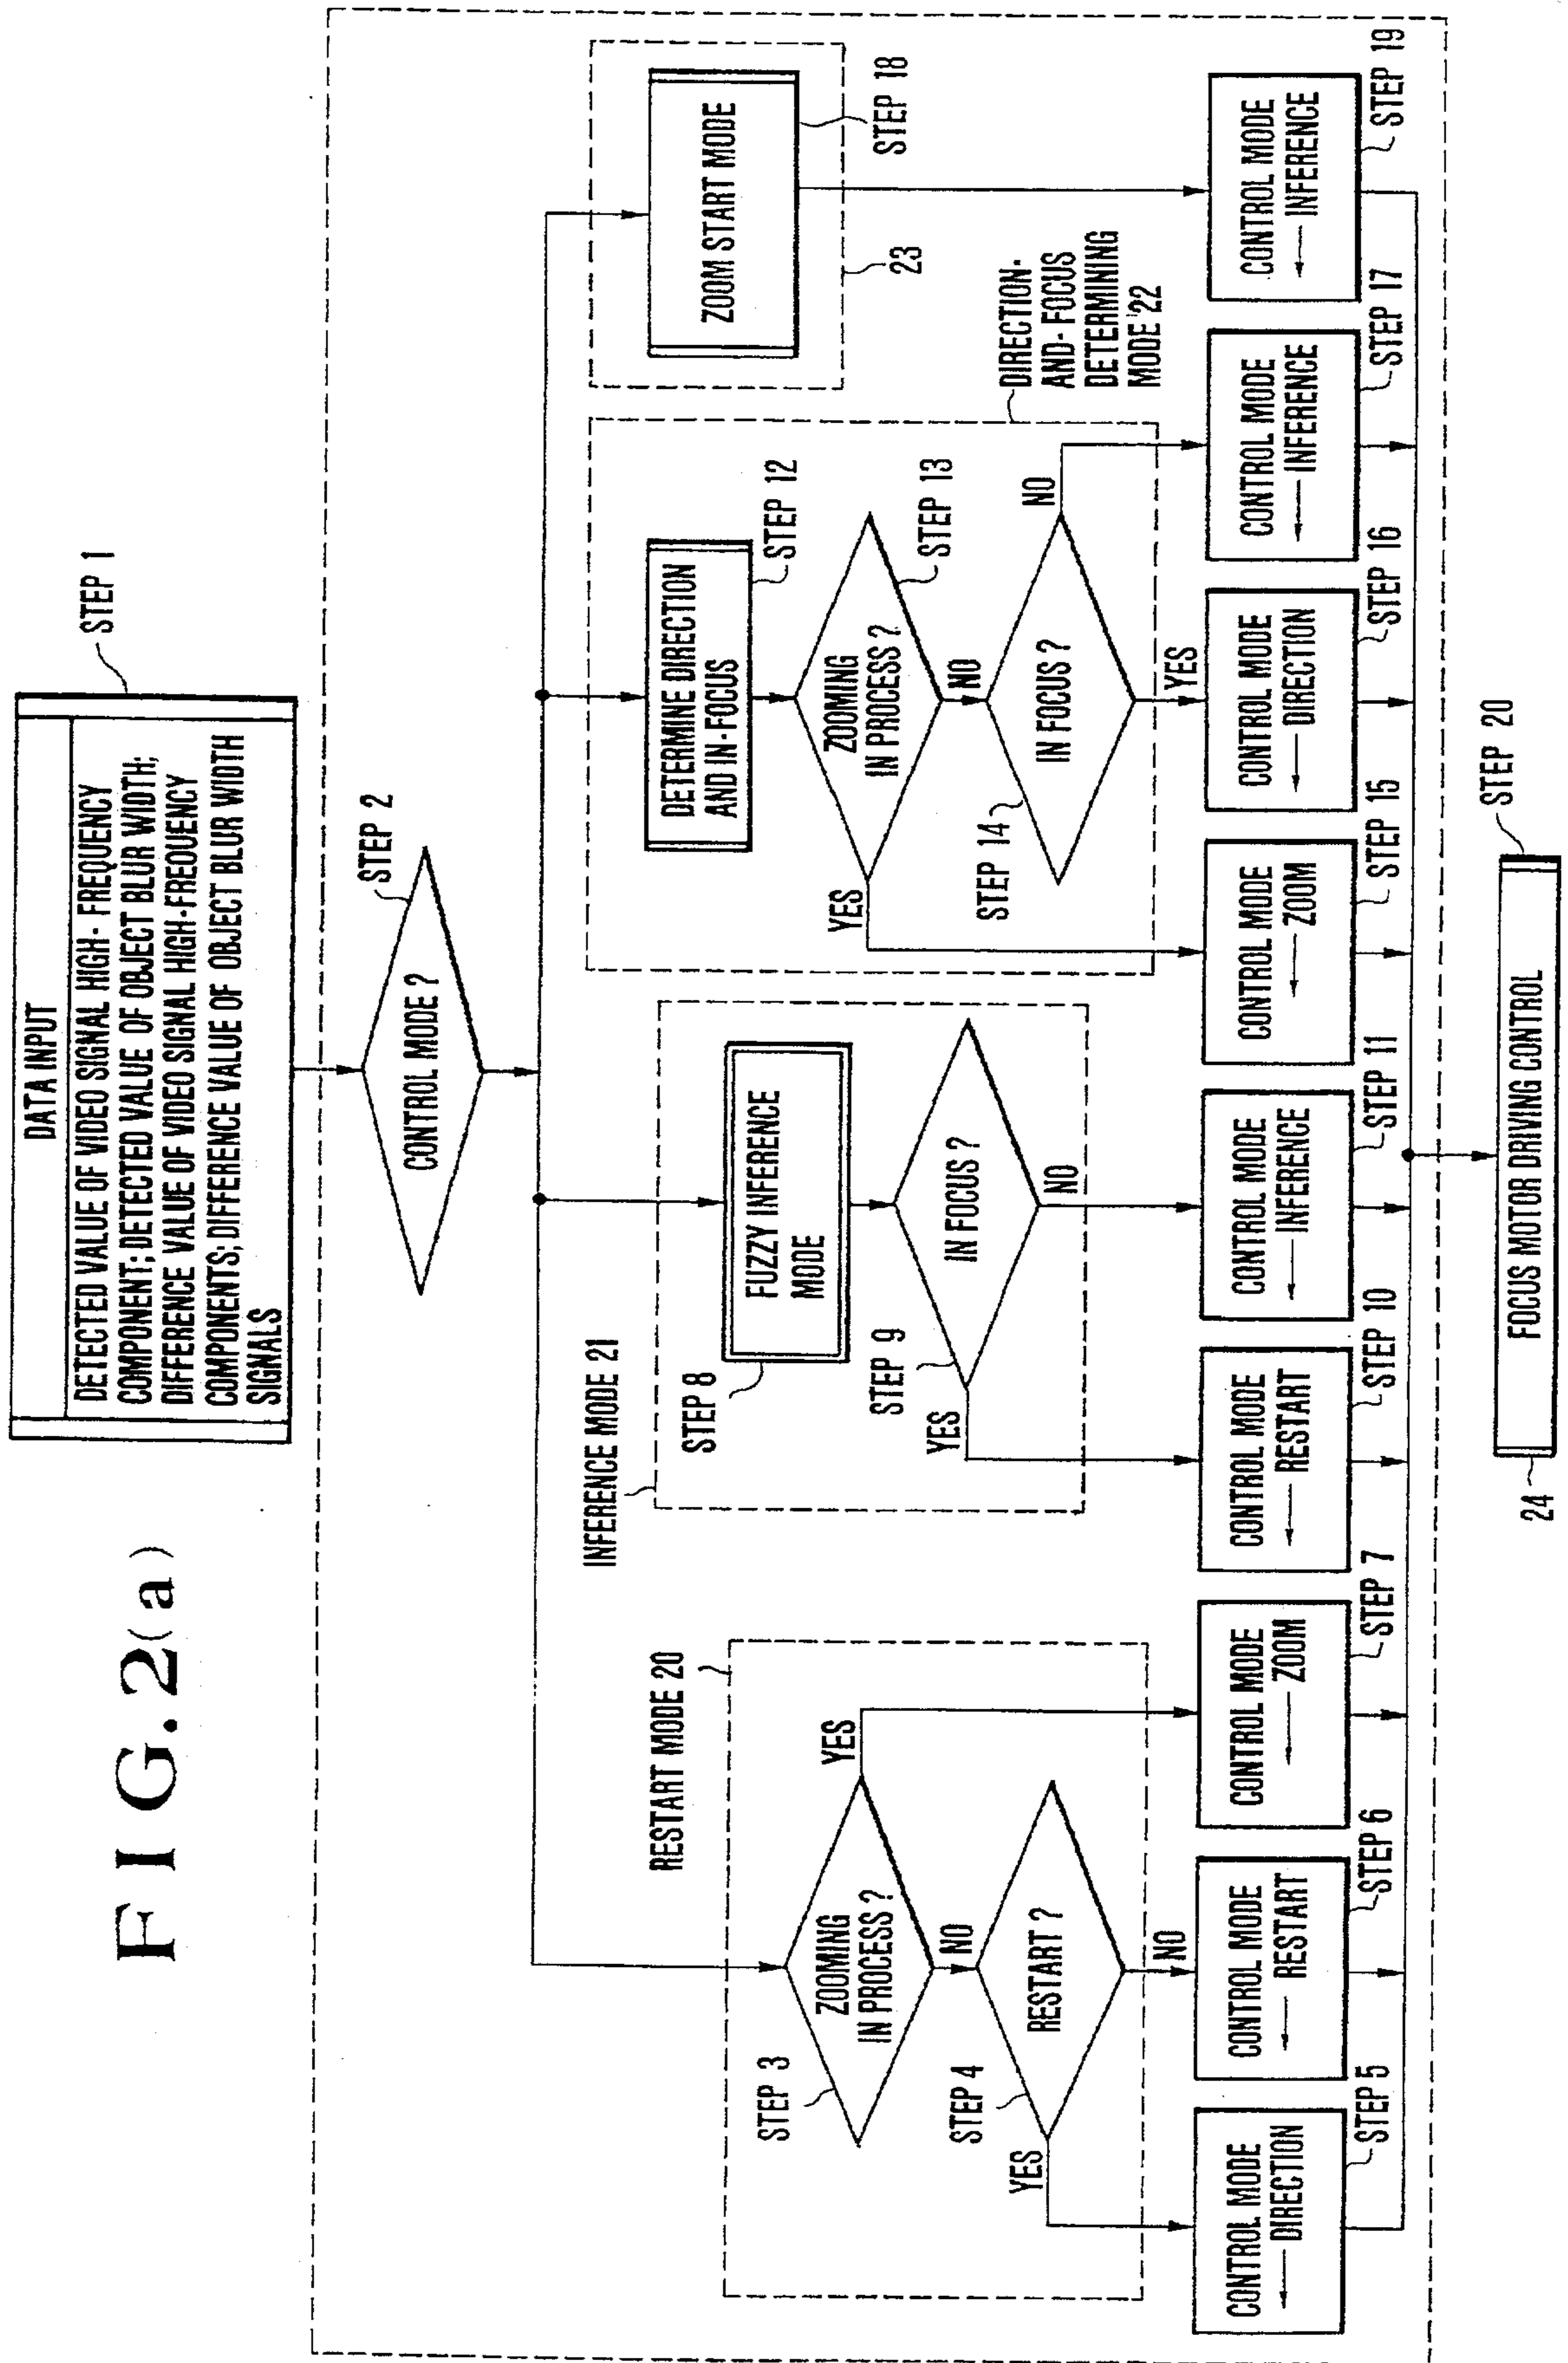 FIG.2(a)
DATA INPUT
DETECTED VALUE OF VIDEO SIGNAL HIGH-FREQUENCY
COMPONENT; DETECTED VALUE OF OBJECT BLUR WIDTH;
DIFFERENCE VALUE OF VIDEO SIGNAL HIGH-FREQUENCY
COMPONENTS; DIFFERENCE VALUE OF OBJECT BLUR WIDTH
SIGNALS
STEP 1
CONTROL MODE ?
STEP 2
RESTART MODE 20
ZOOMING
IN PROCESS ?
STEP 3
YES
NO
RESTART ?
STEP 4
YES
NO
CONTROL MODE
← DIRECTION
STEP 5
CONTROL MODE
← RESTART
STEP 6
CONTROL MODE
← ZOOM
STEP 7
INFERENCE MODE 21
FUZZY INFERENCE
MODE
STEP 8
IN FOCUS ?
STEP 9
YES
NO
CONTROL MODE
← RESTART
STEP 10
CONTROL MODE
← INFERENCE
STEP 11
DIRECTION-
AND-FOCUS
DETERMINING
MODE 22
DETERMINE DIRECTION
AND IN-FOCUS
STEP 12
ZOOMING
IN PROCESS ?
STEP 13
YES
NO
IN FOCUS ?
STEP 14
NO
YES
CONTROL MODE
← ZOOM
STEP 15
CONTROL MODE
← DIRECTION
STEP 16
CONTROL MODE
← INFERENCE
STEP 17
ZOOM START MODE
STEP 18
23
CONTROL MODE
← INFERENCE
STEP 19
FOCUS MOTOR DRIVING CONTROL
STEP 20
24